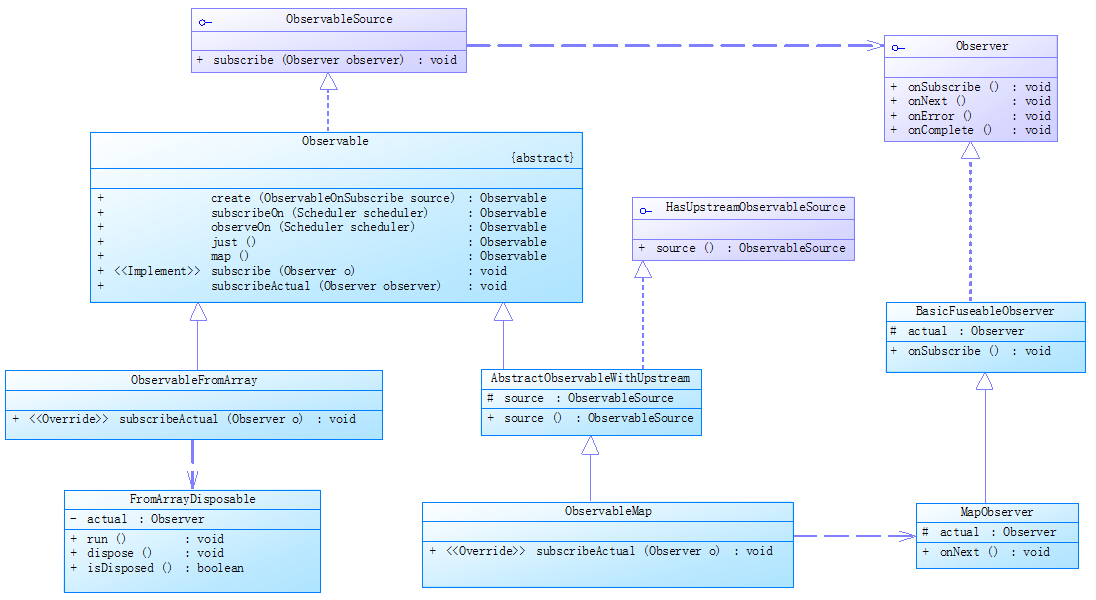 ObservableSource
+ subscribe (Observer observer) : void
Observer
+ onSubscribe () : void
+ onNext () : void
+ onError () : void
+ onComplete () : void
Observable
{abstract}
+ create (ObservableOnSubscribe source) : Observable
+ subscribeOn (Scheduler scheduler) : Observable
+ observeOn (Scheduler scheduler) : Observable
+ just () : Observable
+ map () : Observable
+ <<Implement>> subscribe (Observer o) : void
+ subscribeActual (Observer observer) : void
HasUpstreamObservableSource
+ source () : ObservableSource
BasicFuseableObserver
# actual : Observer
+ onSubscribe () : void
ObservableFromArray
+ <<Override>> subscribeActual (Observer o) : void
AbstractObservableWithUpstream
# source : ObservableSource
+ source () : ObservableSource
FromArrayDisposable
- actual : Observer
+ run () : void
+ dispose () : void
+ isDisposed () : boolean
ObservableMap
+ <<Override>> subscribeActual (Observer o) : void
MapObserver
# actual : Observer
+ onNext () : void